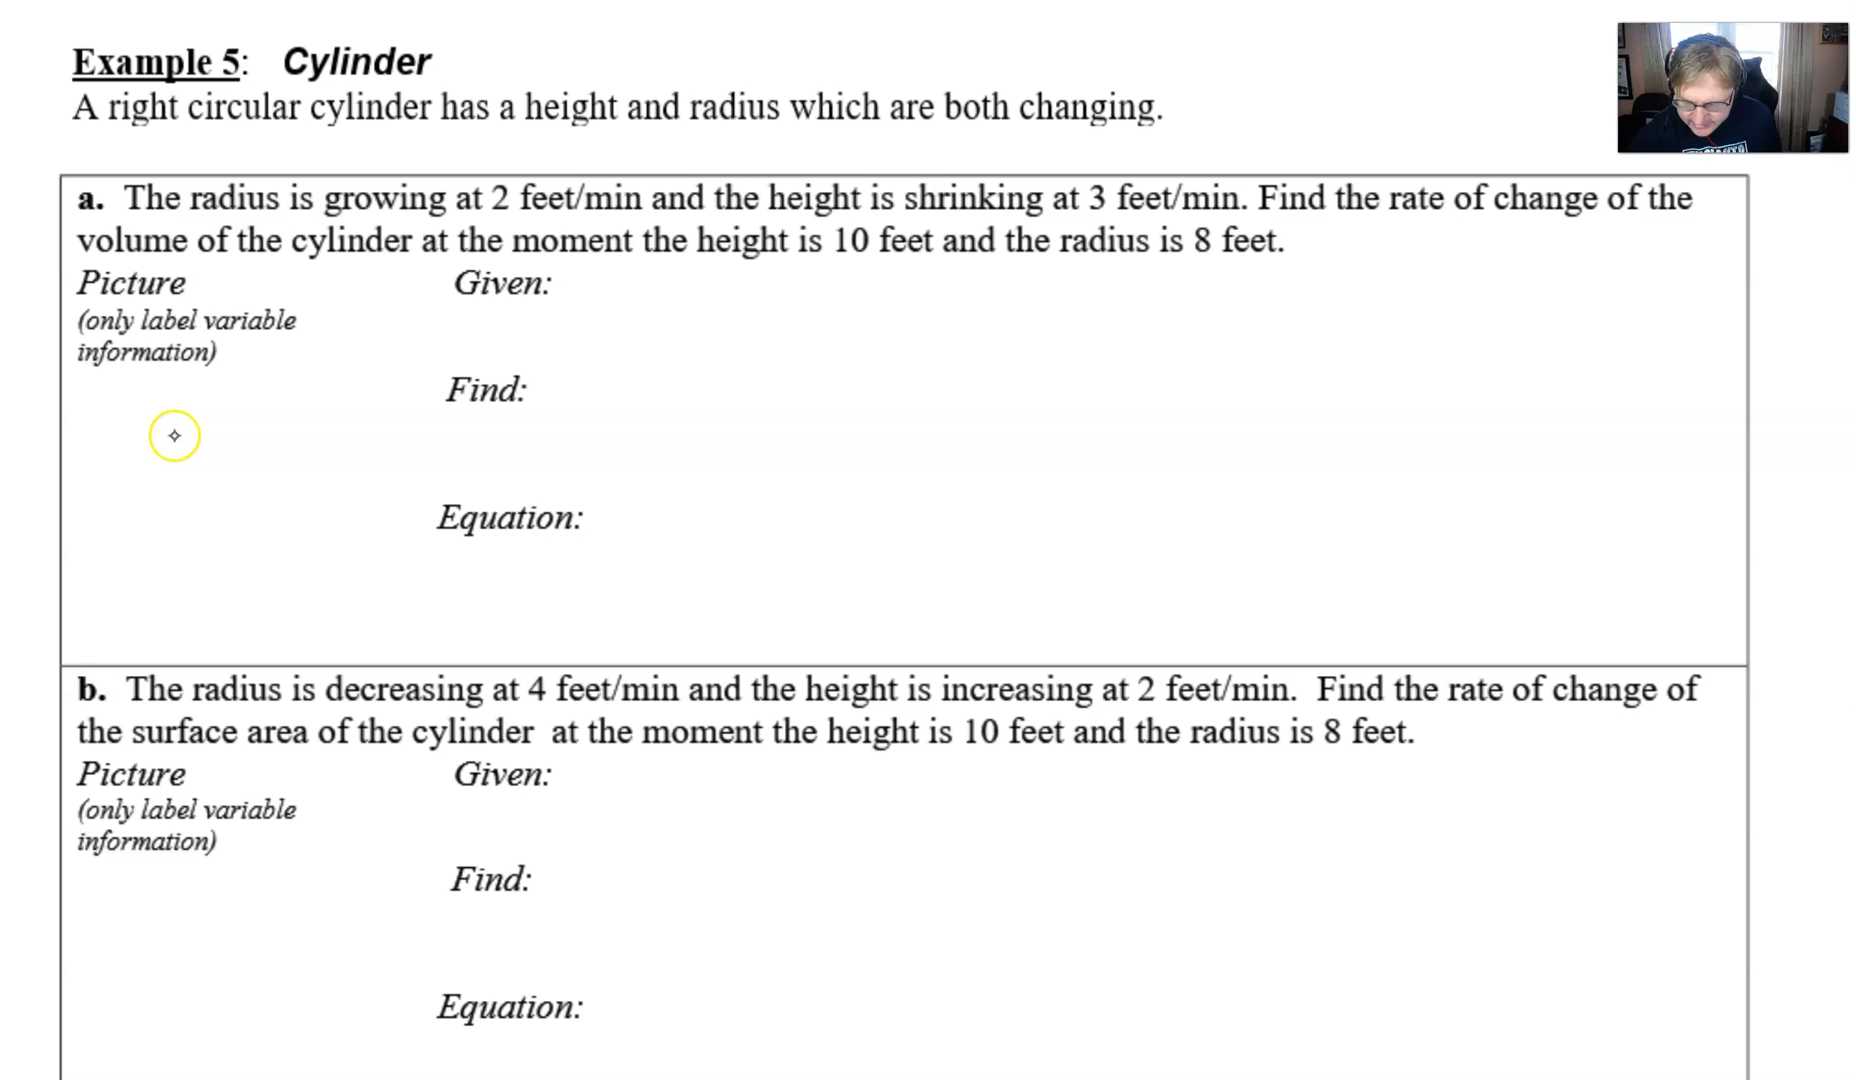 Example 5: Cylinder
A right circular cylinder has a height and radius which are both changing.
a. The radius is growing at 2 feet/min and the height is shrinking at 3 feet/min. Find the rate of change of the
volume of the cylinder at the moment the height is 10 feet and the radius is 8 feet.
Picture Given:
(only label variable
information)
Find:
Equation:
b. The radius is decreasing at 4 feet/min and the height is increasing at 2 feet/min. Find the rate of change of
the surface area of the cylinder at the moment the height is 10 feet and the radius is 8 feet.
Picture Given:
(only label variable
information)
Find:
Equation: